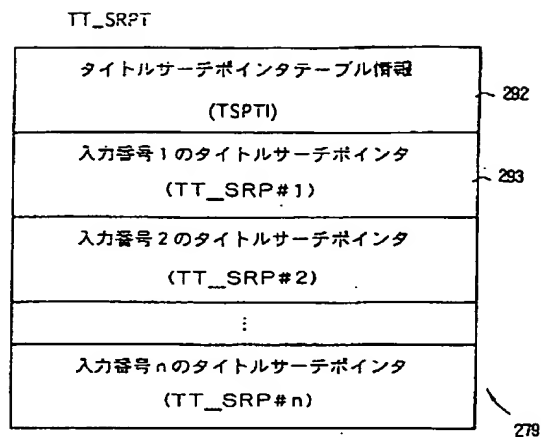 TT_SRPT
タイトルサーチポインタテーブル情報
(TSPTI)
292
入力番号1のタイトルサーチポインタ
(TT_SRP#1)
293
入力番号2のタイトルサーチポインタ
(TT_SRP#2)
⋮
入力番号nのタイトルサーチポインタ
(TT_SRP#n)
279